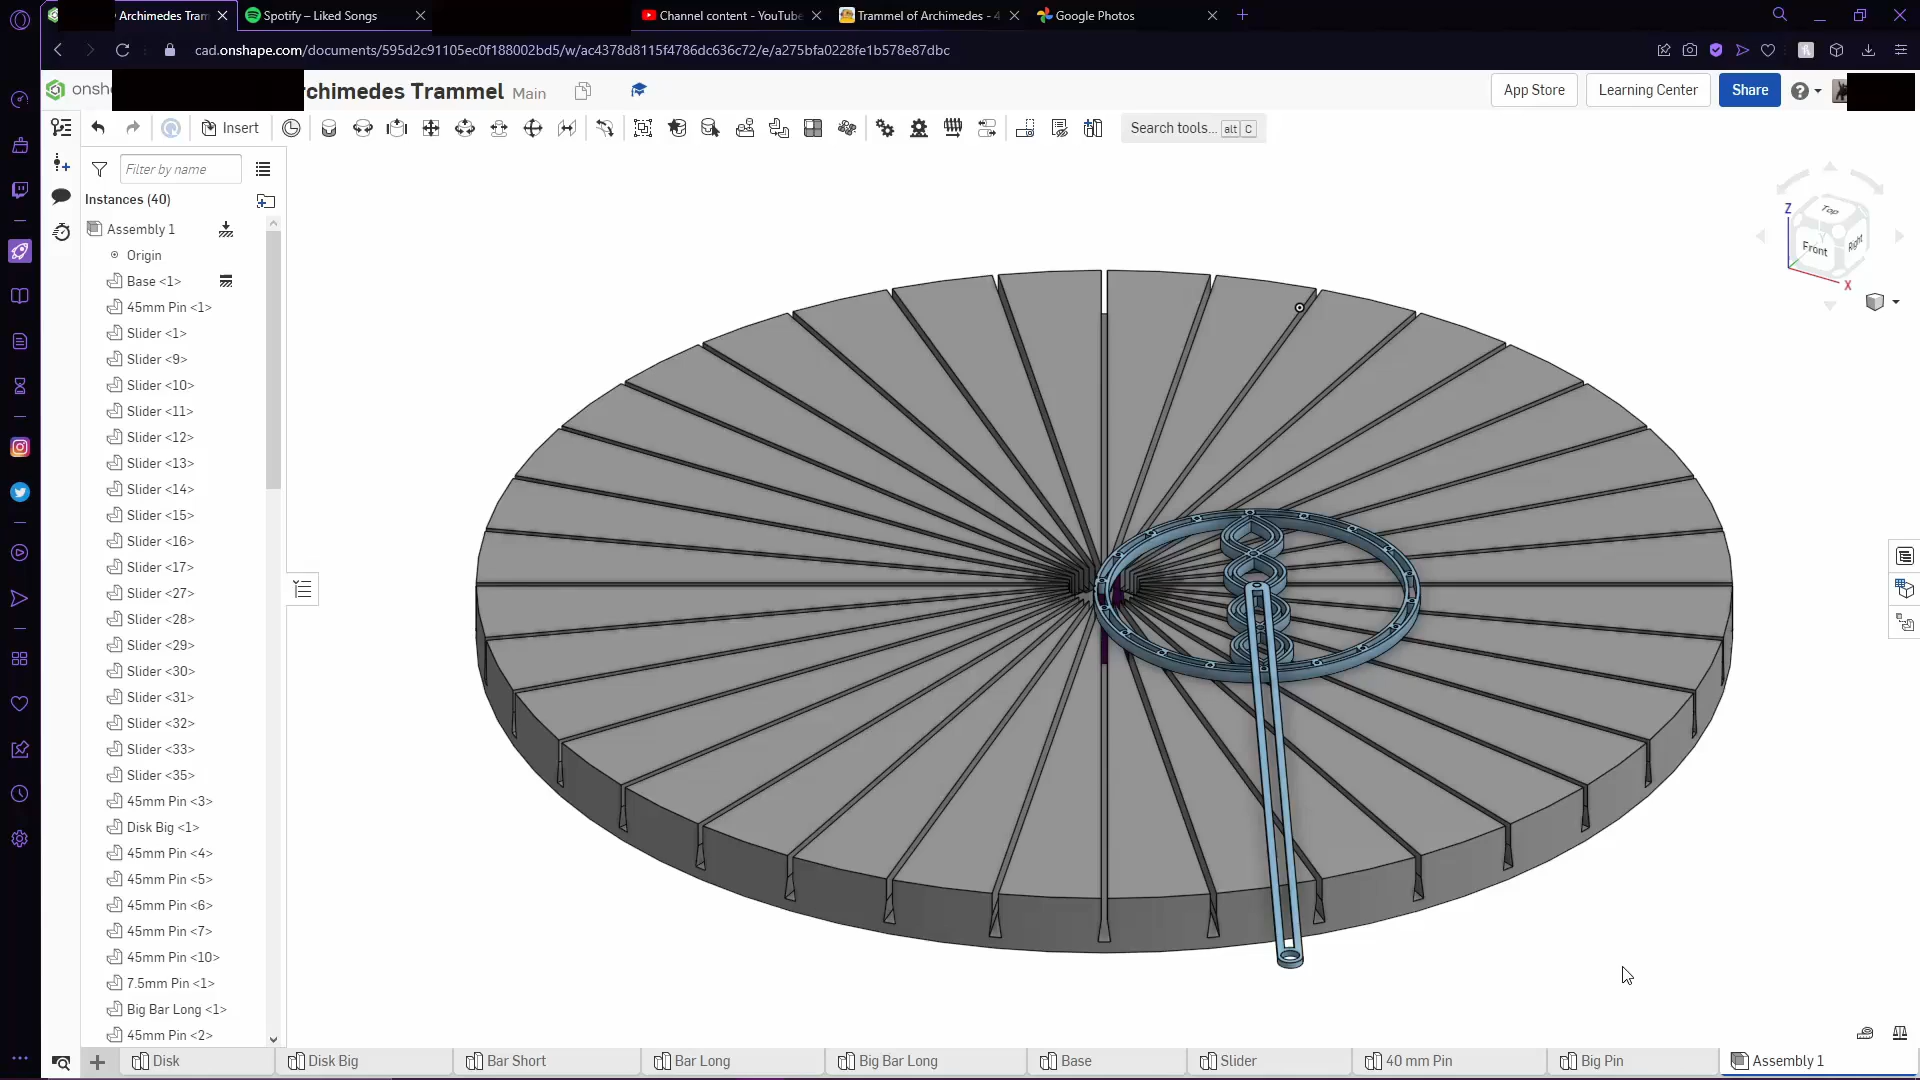 Archimedes Tram
Spotify – Liked Songs
Channel content - YouTube
Trammel of Archimedes - 4
Google Photos
cad.onshape.com/documents/595d2c91105ec0f188002bd5/w/ac4378d8115f4786dc636c72/e/a275bfa0228fe1b578e87dbc
onsh
rchimedes Trammel Main
App Store
Learning Center
Share
Insert
Search tools... alt C
Filter by name
Instances (40)
Assembly 1
Origin
Base <1>
45mm Pin <1>
Slider <1>
Slider <9>
Slider <10>
Slider <11>
Slider <12>
Slider <13>
Slider <14>
Slider <15>
Slider <16>
Slider <17>
Slider <27>
Slider <28>
Slider <29>
Slider <30>
Slider <31>
Slider <32>
Slider <33>
Slider <35>
45mm Pin <3>
Disk Big <1>
45mm Pin <4>
45mm Pin <5>
45mm Pin <6>
45mm Pin <7>
45mm Pin <10>
7.5mm Pin <1>
Big Bar Long <1>
45mm Pin <2>
Z
Top
Y
Front
Right
X
Disk
Disk Big
Bar Short
Bar Long
Big Bar Long
Base
Slider
40 mm Pin
Big Pin
Assembly 1